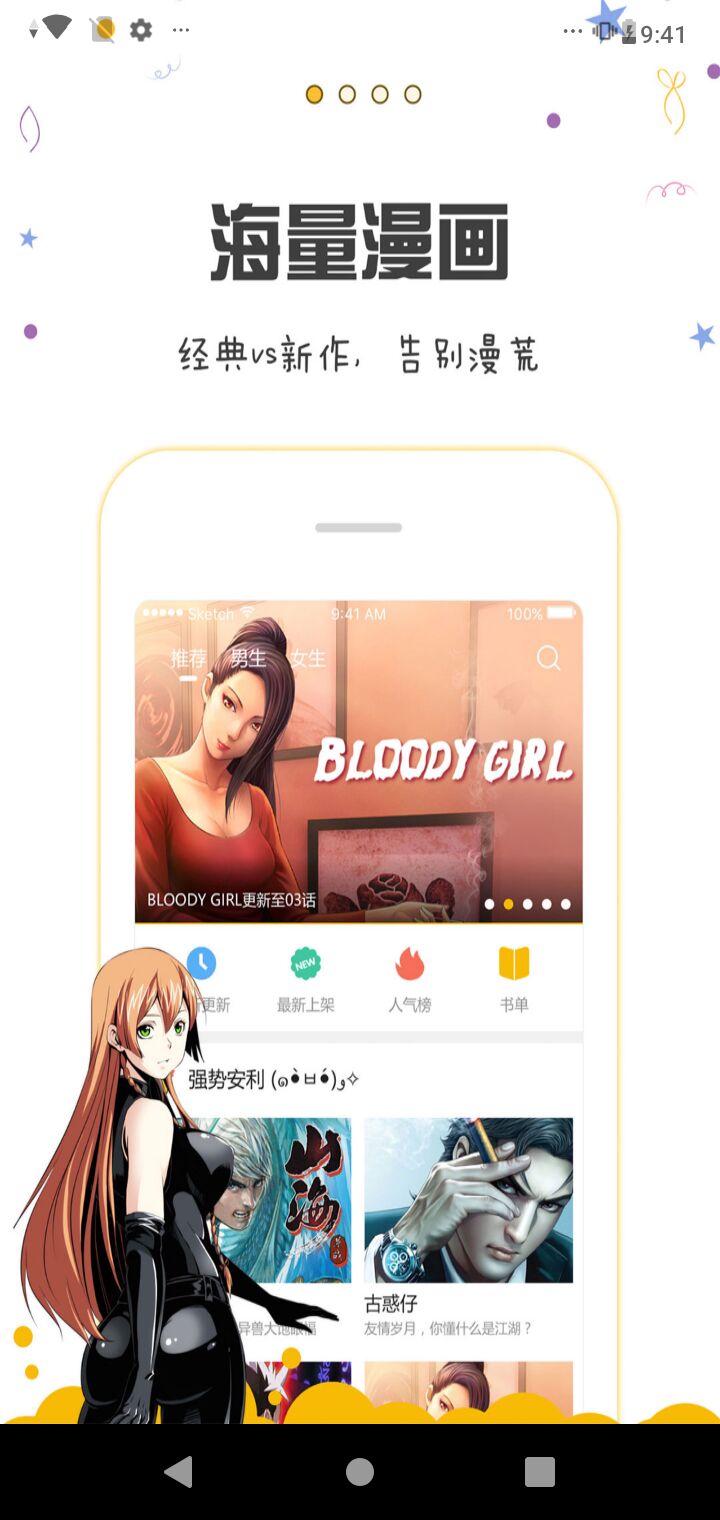 9:41
海量漫画
经典vs新作, 告别漫荒
Sketch 9:41 AM 100%
推荐 男生 女生
BLOODY GIRL
BLOODY GIRL更新至03话
更新 NEW 最新上架 人气榜 书单
强势安利 (๑•̀ㅂ•́)و✧
山海
古惑仔
异兽大饱眼福 友情岁月，你懂什么是江湖？